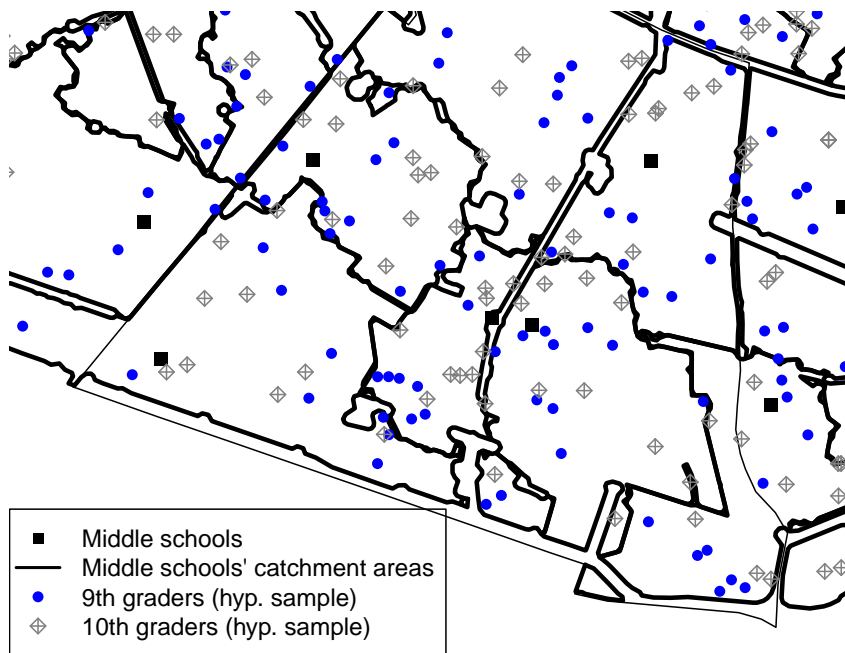 Middle schools
Middle schools' catchment areas
9th graders (hyp. sample)
10th graders (hyp. sample)